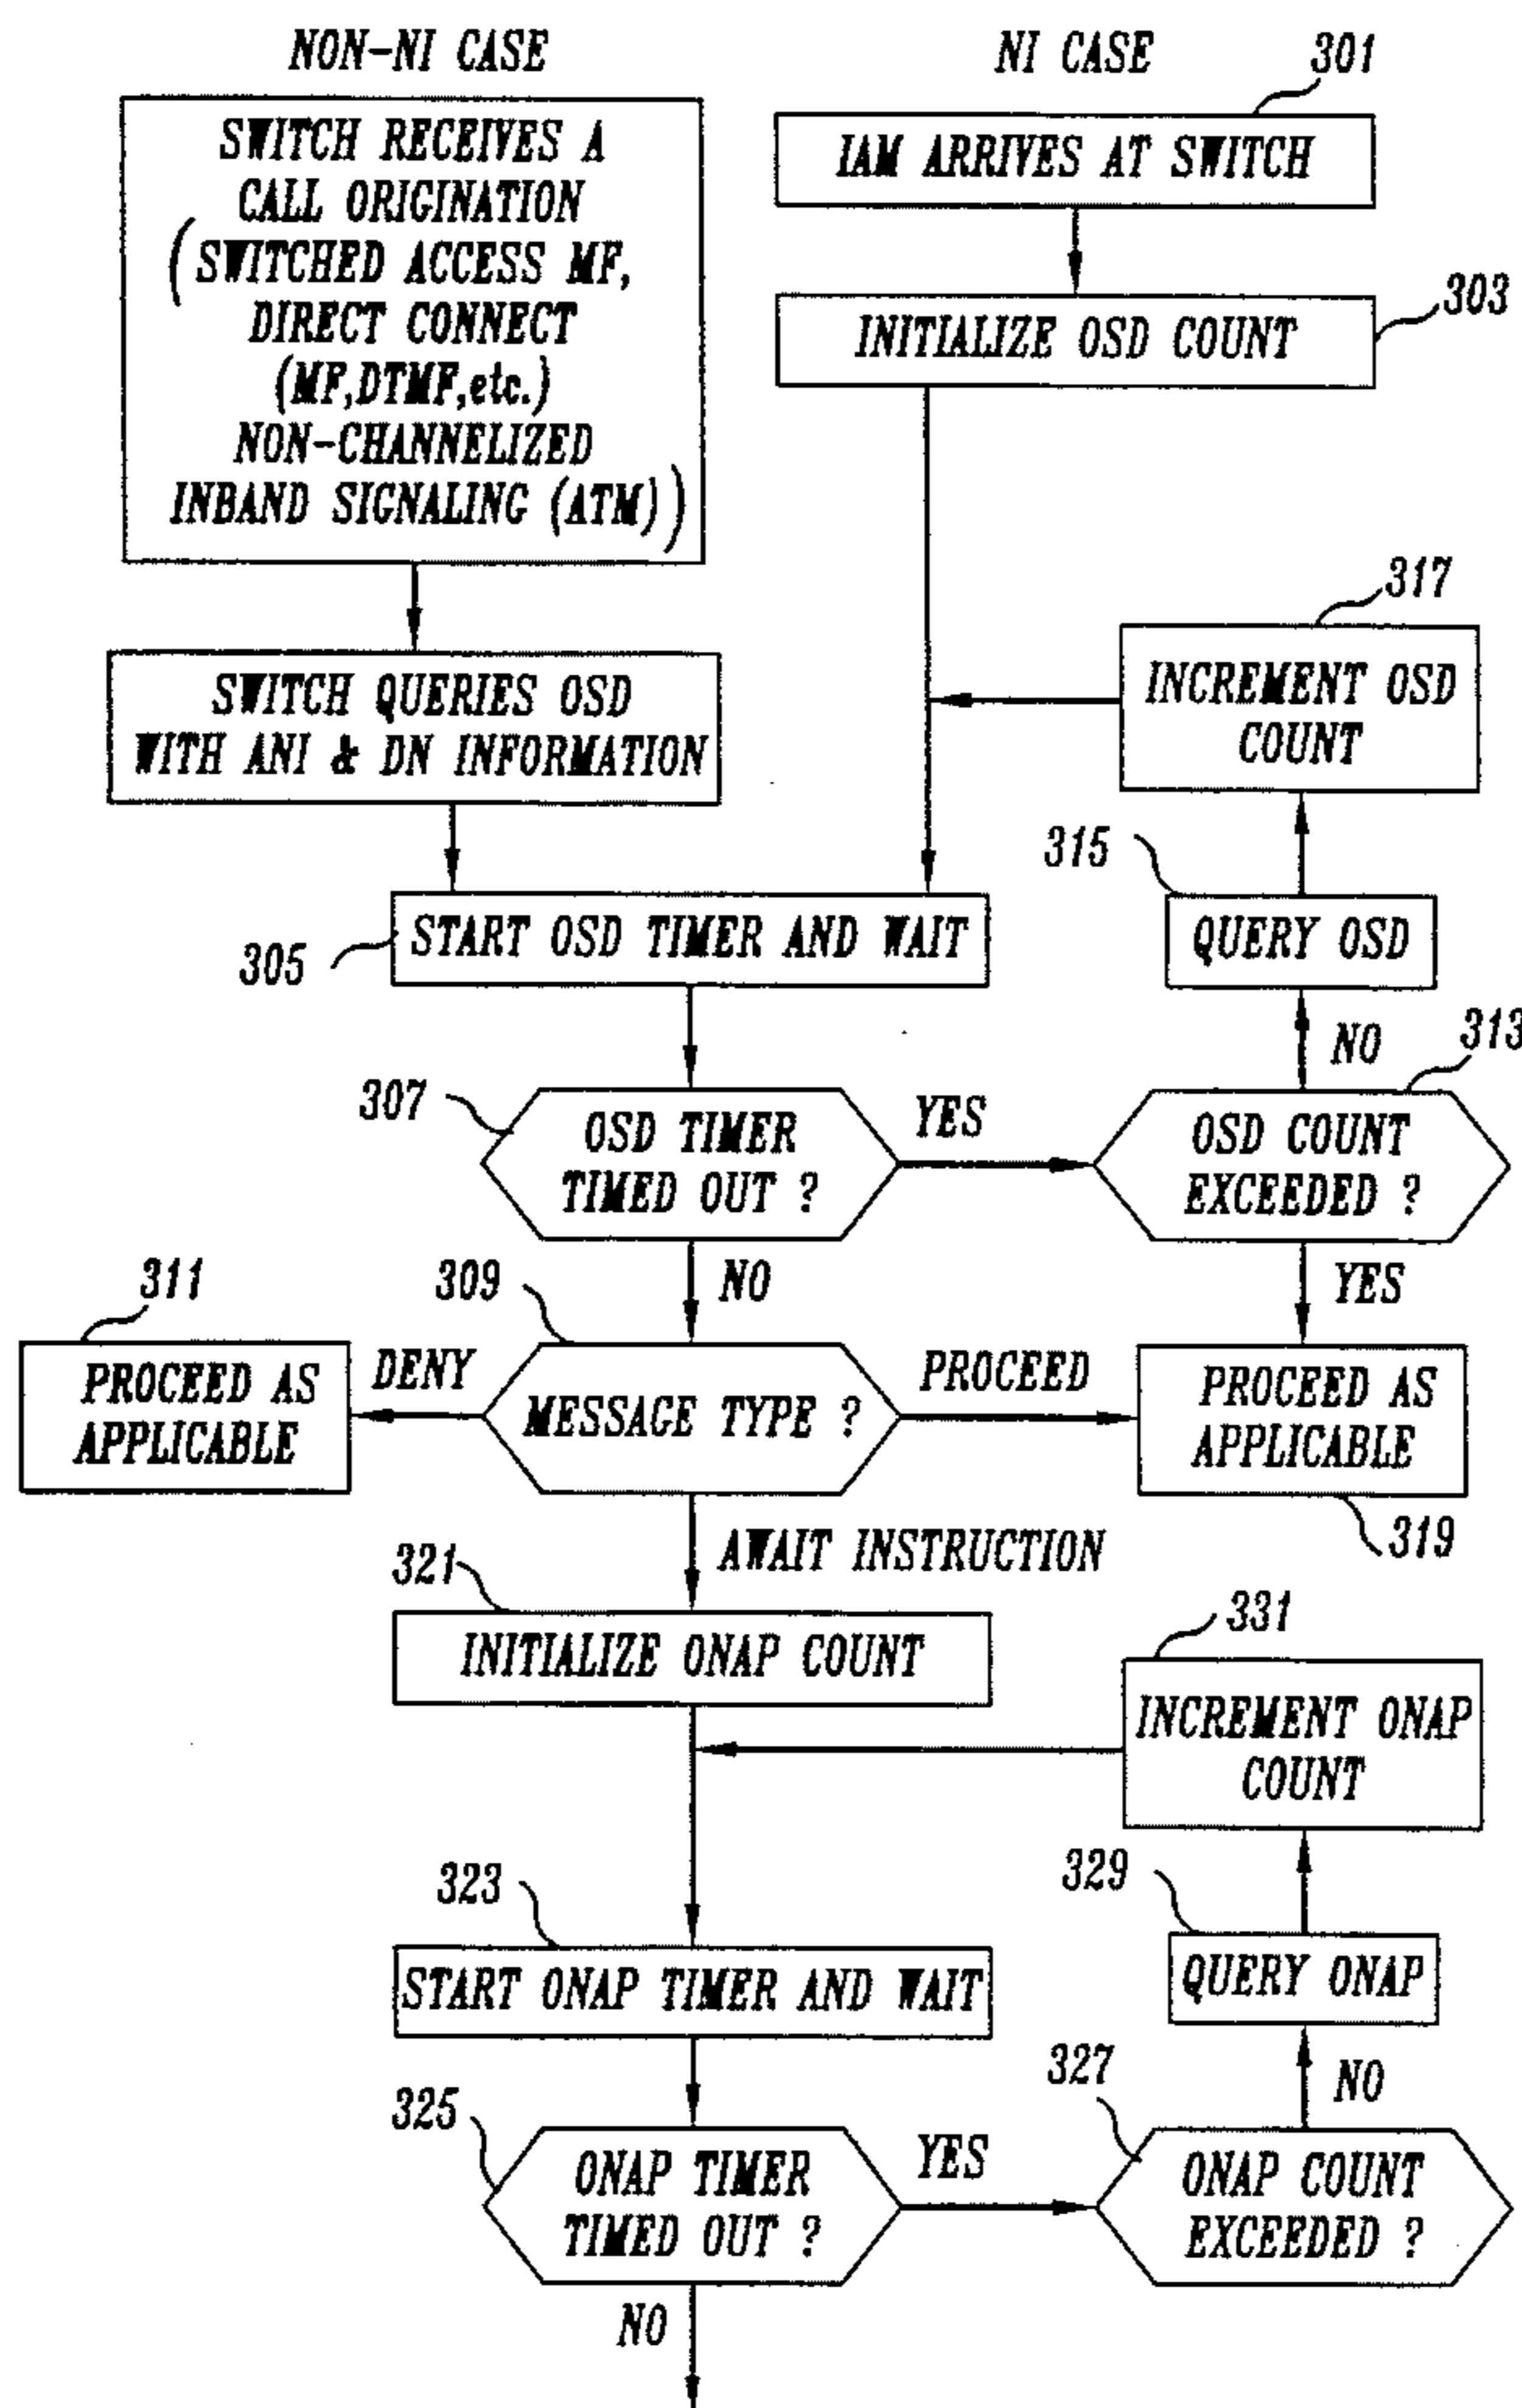 NON-NI CASE
SWITCH RECEIVES A
CALL ORIGINATION
(SWITCHED ACCESS MF,
DIRECT CONNECT
(MF,DTMF,etc.)
NON-CHANNELIZED
INBAND SIGNALING (ATM))
SWITCH QUERIES OSD
WITH ANI & DN INFORMATION
NI CASE
301
IAM ARRIVES AT SWITCH
303
INITIALIZE OSD COUNT
317
INCREMENT OSD
COUNT
315
QUERY OSD
305
START OSD TIMER AND WAIT
307
OSD TIMER
TIMED OUT ?
YES
NO
313
OSD COUNT
EXCEEDED ?
NO
YES
311
PROCEED AS
APPLICABLE
DENY
309
MESSAGE TYPE ?
PROCEED
PROCEED AS
APPLICABLE
319
AWAIT INSTRUCTION
321
INITIALIZE ONAP COUNT
331
INCREMENT ONAP
COUNT
329
QUERY ONAP
323
START ONAP TIMER AND WAIT
325
ONAP TIMER
TIMED OUT ?
YES
NO
327
ONAP COUNT
EXCEEDED ?
NO